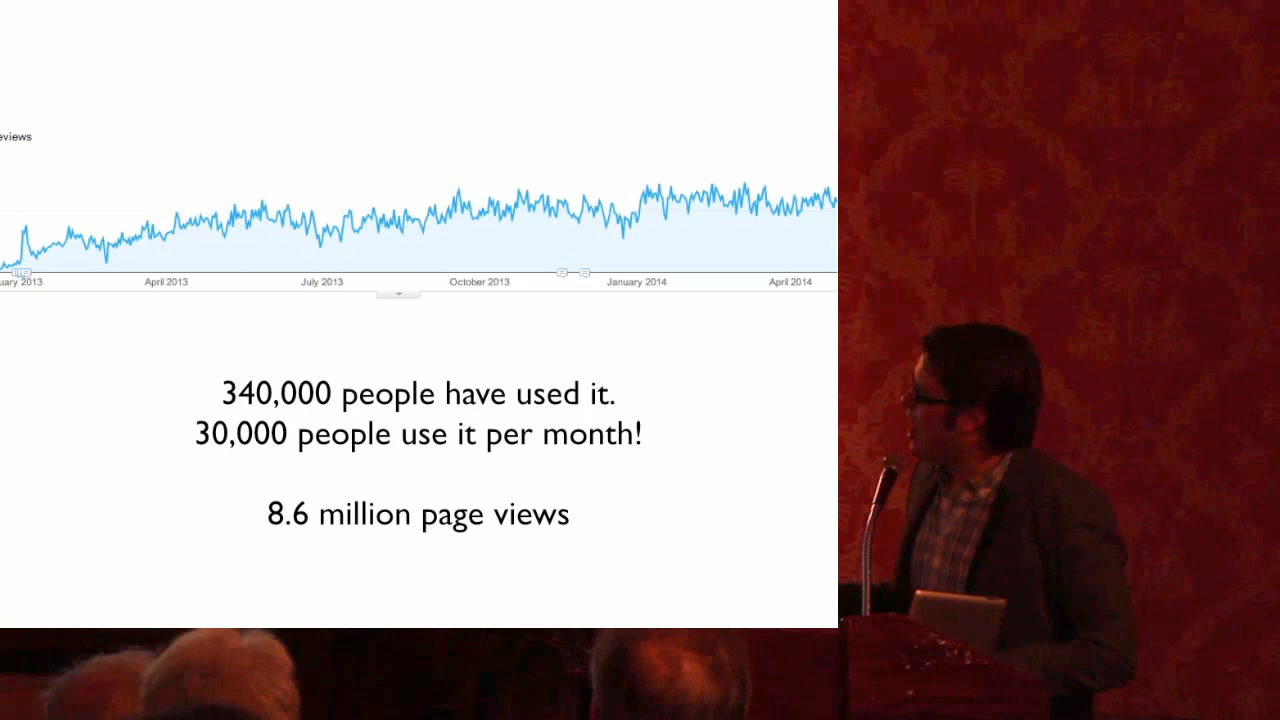 eviews
uary 2013 April 2013 July 2013 October 2013 January 2014 April 2014
340,000 people have used it.
30,000 people use it per month!
8.6 million page views